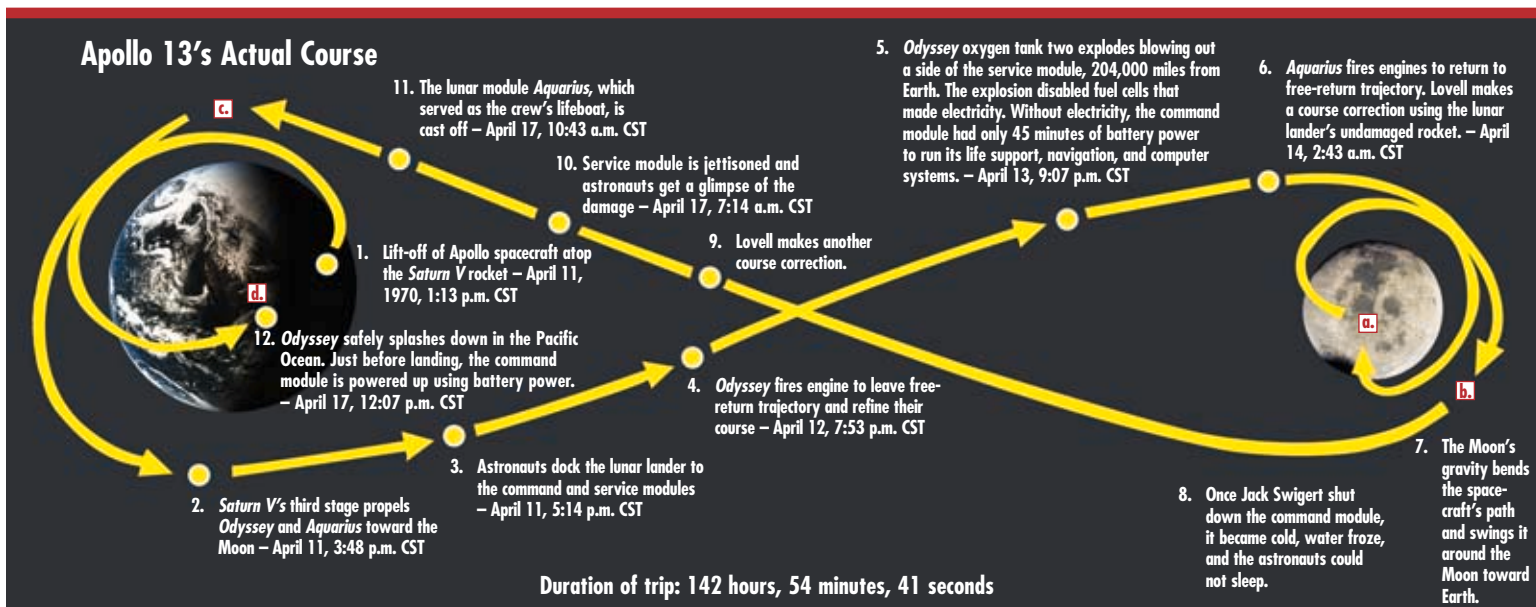 Apollo 13's Actual Course
c.
11. The lunar module Aquarius, which
served as the crew's lifeboat, is
cast off – April 17, 10:43 a.m. CST
10. Service module is jettisoned and
astronauts get a glimpse of the
damage – April 17, 7:14 a.m. CST
5. Odyssey oxygen tank two explodes blowing out
a side of the service module, 204,000 miles from
Earth. The explosion disabled fuel cells that
made electricity. Without electricity, the command
module had only 45 minutes of battery power
to run its life support, navigation, and computer
systems. – April 13, 9:07 p.m. CST
6. Aquarius fires engines to return to
free-return trajectory. Lovell makes
a course correction using the lunar
lander's undamaged rocket. – April
14, 2:43 a.m. CST
9. Lovell makes another
course correction.
1. Lift-off of Apollo spacecraft atop
the Saturn V rocket – April 11,
1970, 1:13 p.m. CST
d.
12. Odyssey safely splashes down in the Pacific
Ocean. Just before landing, the command
module is powered up using battery power.
– April 17, 12:07 p.m. CST
a.
b.
4. Odyssey fires engine to leave free-
return trajectory and refine their
course – April 12, 7:53 p.m. CST
3. Astronauts dock the lunar lander to
the command and service modules
– April 11, 5:14 p.m. CST
2. Saturn V's third stage propels
Odyssey and Aquarius toward the
Moon – April 11, 3:48 p.m. CST
8. Once Jack Swigert shut
down the command module,
it became cold, water froze,
and the astronauts could
not sleep.
7. The Moon's
gravity bends
the space-
craft's path
and swings it
around the
Moon toward
Earth.
Duration of trip: 142 hours, 54 minutes, 41 seconds